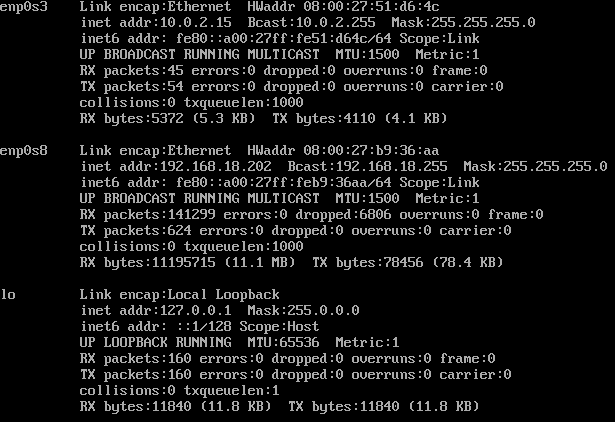 enp0s3 Link encap:Ethernet HWaddr 08:00:27:51:d6:4c
inet addr:10.0.2.15 Bcast:10.0.2.255 Mask:255.255.255.0
inet6 addr: fe80::a00:27ff:fe51:d64c/64 Scope:Link
UP BROADCAST RUNNING MULTICAST MTU:1500 Metric:1
RX packets:45 errors:0 dropped:0 overruns:0 frame:0
TX packets:54 errors:0 dropped:0 overruns:0 carrier:0
collisions:0 txqueuelen:1000
RX bytes:5372 (5.3 KB) TX bytes:4110 (4.1 KB)
enp0s8 Link encap:Ethernet HWaddr 08:00:27:b9:36:aa
inet addr:192.168.18.202 Bcast:192.168.18.255 Mask:255.255.255.0
inet6 addr: fe80::a00:27ff:feb9:36aa/64 Scope:Link
UP BROADCAST RUNNING MULTICAST MTU:1500 Metric:1
RX packets:141299 errors:0 dropped:6806 overruns:0 frame:0
TX packets:624 errors:0 dropped:0 overruns:0 carrier:0
collisions:0 txqueuelen:1000
RX bytes:11195715 (11.1 MB) TX bytes:78456 (78.4 KB)
lo Link encap:Local Loopback
inet addr:127.0.0.1 Mask:255.0.0.0
inet6 addr: ::1/128 Scope:Host
UP LOOPBACK RUNNING MTU:65536 Metric:1
RX packets:160 errors:0 dropped:0 overruns:0 frame:0
TX packets:160 errors:0 dropped:0 overruns:0 carrier:0
collisions:0 txqueuelen:1
RX bytes:11840 (11.8 KB) TX bytes:11840 (11.8 KB)